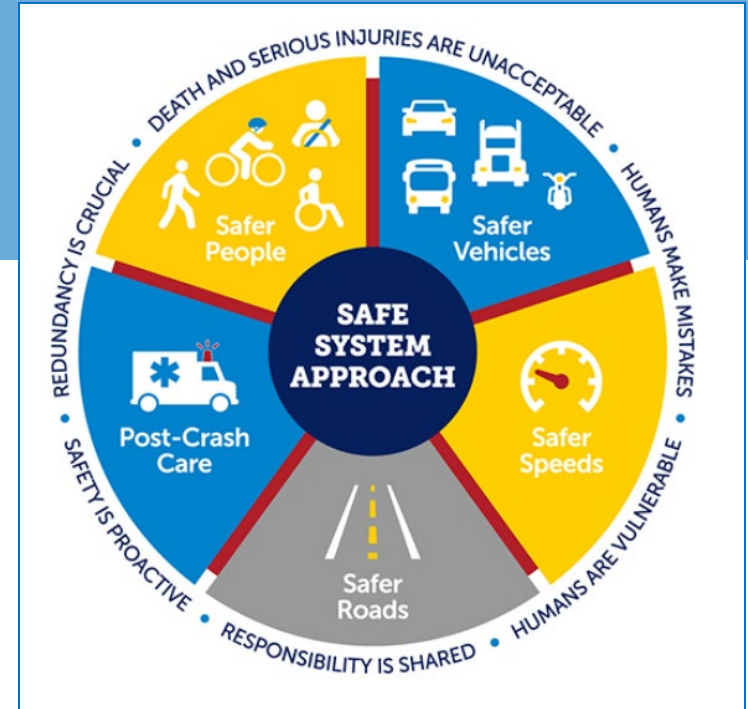 DEATH AND SERIOUS INJURIES ARE UNACCEPTABLE
HUMANS MAKE MISTAKES
HUMANS ARE VULNERABLE
RESPONSIBILITY IS SHARED
SAFETY IS PROACTIVE
REDUNDANCY IS CRUCIAL
Safer
People
Safer
Vehicles
SAFE
SYSTEM
APPROACH
Post-Crash
Care
Safer
Speeds
Safer
Roads